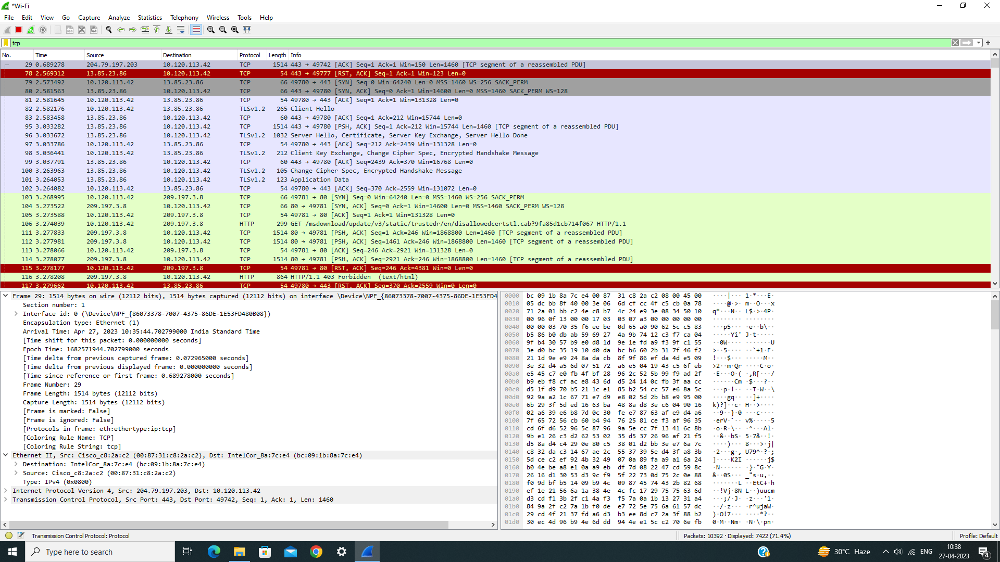 *Wi-Fi
File Edit View Go Capture Analyze Statistics Telephony Wireless Tools Help
tcp
No. Time Source Destination Protocol Length Info
29 0.689278 204.79.197.203 10.120.113.42 TCP 1514 443 → 49742 [ACK] Seq=1 Ack=1 Win=150 Len=1460 [TCP segment of a reassembled PDU]
78 2.569312 13.85.23.86 10.120.113.42 TCP 54 443 → 49777 [RST, ACK] Seq=1 Ack=1 Win=123 Len=0
79 2.573492 10.120.113.42 13.85.23.86 TCP 66 49780 → 443 [SYN] Seq=0 Win=64240 Len=0 MSS=1460 WS=256 SACK_PERM
80 2.581563 13.85.23.86 10.120.113.42 TCP 66 443 → 49780 [SYN, ACK] Seq=0 Ack=1 Win=14600 Len=0 MSS=1460 SACK_PERM WS=128
81 2.581645 10.120.113.42 13.85.23.86 TCP 54 49780 → 443 [ACK] Seq=1 Ack=1 Win=131328 Len=0
82 2.582176 10.120.113.42 13.85.23.86 TLSv1.2 265 Client Hello
83 2.583458 13.85.23.86 10.120.113.42 TCP 60 443 → 49780 [ACK] Seq=1 Ack=212 Win=15744 Len=0
95 3.033282 13.85.23.86 10.120.113.42 TCP 1514 443 → 49780 [PSH, ACK] Seq=1 Ack=212 Win=15744 Len=1460 [TCP segment of a reassembled PDU]
96 3.033672 13.85.23.86 10.120.113.42 TLSv1.2 1032 Server Hello, Certificate, Server Key Exchange, Server Hello Done
97 3.033786 10.120.113.42 13.85.23.86 TCP 54 49780 → 443 [ACK] Seq=212 Ack=2439 Win=131328 Len=0
98 3.036441 10.120.113.42 13.85.23.86 TLSv1.2 212 Client Key Exchange, Change Cipher Spec, Encrypted Handshake Message
99 3.037791 13.85.23.86 10.120.113.42 TCP 60 443 → 49780 [ACK] Seq=2439 Ack=370 Win=16768 Len=0
100 3.263963 13.85.23.86 10.120.113.42 TLSv1.2 105 Change Cipher Spec, Encrypted Handshake Message
101 3.264053 13.85.23.86 10.120.113.42 TLSv1.2 123 Application Data
102 3.264082 10.120.113.42 13.85.23.86 TCP 54 49780 → 443 [ACK] Seq=370 Ack=2559 Win=131072 Len=0
103 3.268995 10.120.113.42 209.197.3.8 TCP 66 49781 → 80 [SYN] Seq=0 Win=64240 Len=0 MSS=1460 WS=256 SACK_PERM
104 3.273522 209.197.3.8 10.120.113.42 TCP 66 80 → 49781 [SYN, ACK] Seq=0 Ack=1 Win=14600 Len=0 MSS=1460 SACK_PERM WS=128
105 3.273588 10.120.113.42 209.197.3.8 TCP 54 49781 → 80 [ACK] Seq=1 Ack=1 Win=131328 Len=0
106 3.274039 10.120.113.42 209.197.3.8 HTTP 299 GET /msdownload/update/v3/static/trustedr/en/disallowedcertstl.cab?9fa85d1cb714f067 HTTP/1.1
111 3.277833 209.197.3.8 10.120.113.42 TCP 1514 80 → 49781 [PSH, ACK] Seq=1 Ack=246 Win=1868800 Len=1460 [TCP segment of a reassembled PDU]
112 3.277981 209.197.3.8 10.120.113.42 TCP 1514 80 → 49781 [PSH, ACK] Seq=1461 Ack=246 Win=1868800 Len=1460 [TCP segment of a reassembled PDU]
113 3.278066 10.120.113.42 209.197.3.8 TCP 54 49781 → 80 [ACK] Seq=246 Ack=2921 Win=131328 Len=0
114 3.278077 209.197.3.8 10.120.113.42 TCP 1514 80 → 49781 [PSH, ACK] Seq=2921 Ack=246 Win=1868800 Len=1460 [TCP segment of a reassembled PDU]
115 3.278177 10.120.113.42 209.197.3.8 TCP 54 49781 → 80 [RST, ACK] Seq=246 Ack=4381 Win=0 Len=0
116 3.278208 209.197.3.8 10.120.113.42 HTTP 864 HTTP/1.1 403 Forbidden (text/html)
117 3.279662 10.120.113.42 13.85.23.86 TCP 54 49780 → 443 [RST, ACK] Seq=370 Ack=2559 Win=0 Len=0
Frame 29: 1514 bytes on wire (12112 bits), 1514 bytes captured (12112 bits) on interface \Device\NPF_{86073378-7007-4375-86DE-1E53FD4
Section number: 1
Interface id: 0 (\Device\NPF_{86073378-7007-4375-86DE-1E53FD480B08})
Encapsulation type: Ethernet (1)
Arrival Time: Apr 27, 2023 10:35:44.702799000 India Standard Time
[Time shift for this packet: 0.000000000 seconds]
Epoch Time: 1682571944.702799000 seconds
[Time delta from previous captured frame: 0.072965000 seconds]
[Time delta from previous displayed frame: 0.000000000 seconds]
[Time since reference or first frame: 0.689278000 seconds]
Frame Number: 29
Frame Length: 1514 bytes (12112 bits)
Capture Length: 1514 bytes (12112 bits)
[Frame is marked: False]
[Frame is ignored: False]
[Protocols in frame: eth:ethertype:ip:tcp]
[Coloring Rule Name: TCP]
[Coloring Rule String: tcp]
Ethernet II, Src: Cisco_c8:2a:c2 (00:87:31:c8:2a:c2), Dst: IntelCor_8a:7c:e4 (bc:09:1b:8a:7c:e4)
Destination: IntelCor_8a:7c:e4 (bc:09:1b:8a:7c:e4)
Source: Cisco_c8:2a:c2 (00:87:31:c8:2a:c2)
Type: IPv4 (0x0800)
Internet Protocol Version 4, Src: 204.79.197.203, Dst: 10.120.113.42
Transmission Control Protocol, Src Port: 443, Dst Port: 49742, Seq: 1, Ack: 1, Len: 1460
0000 bc 09 1b 8a 7c e4 00 87 31 c8 2a c2 08 00 45 00
0010 05 dc bb 8f 40 00 3e 06 6d cf cc 4f c5 cb 0a 78
0020 71 2a 01 bb c2 4e c8 b7 4c 24 e9 3e 08 34 50 10
0030 00 96 0f 13 00 00 17 03 03 07 a3 00 00 00 00 00
0040 00 00 03 70 35 f6 ee be 0d 65 a0 90 62 5c c5 83
0050 b5 86 b0 db ab 59 69 27 4a 9b 74 12 c3 f7 ca 04
0060 9f b4 30 57 b9 e0 d8 1d 9e 1e fd a9 f3 9f c1 55
0070 3e d0 bc 35 19 10 d0 da bc b6 60 2b 31 7f 46 f2
0080 21 1d 9e e9 24 8a da cb 8f 9f 86 ef da 4d e5 09
0090 3e 32 d4 a5 6d 07 51 72 a6 e5 04 19 43 c5 6f eb
00a0 e5 45 c7 e0 fb 4f bf 28 96 2c 52 5b 99 f9 ad 2f
00b0 b9 eb f8 cf ac e8 43 6d d5 24 14 0c fb 3f aa cc
00c0 d5 1f d9 70 b5 21 1c e1 85 b2 54 cc 57 e6 8a 5c
00d0 92 9a a2 1c 67 71 e7 d9 e8 02 5d 2b b8 e9 95 00
00e0 6b 29 3f 5d ed 16 63 ba 48 8a d8 3e c6 04 90 16
00f0 02 a6 39 e6 b8 7d 0c 30 fe e7 87 63 af e9 d4 a6
0100 7f 65 72 56 cb 60 b4 94 76 25 81 ce f3 af 96 35
0110 cd 6f d6 52 96 5c 87 96 9a 5e cc 7f 13 41 6c 8b
0120 9b e1 26 c3 d2 62 53 02 35 d5 37 26 96 af 21 f5
0130 d5 8a d4 c4 29 0e 80 c5 38 01 d2 bb 3e e7 6a 7c
0140 c8 32 da c3 14 67 ae 2c 55 37 39 5e d4 3f a8 3b
0150 5d ce c2 ef 92 4b 32 49 07 0a 89 fa a9 a1 6a 24
0160 b0 4e be a8 e1 0a a9 eb df 7d 08 22 47 cd 59 8c
0170 26 16 d1 30 53 d3 9c f9 5f 22 73 0d 75 2c 0e 88
0180 f0 9d bf b5 14 09 b9 4c 09 87 45 74 43 2b 82 68
0190 ef 1e 21 56 6a 1a 38 4e 4c fc 17 29 75 75 63 6d
01a0 d3 cd f1 3b 2f c1 4a f3 f5 7a 0a 1b 13 27 31 a4
01b0 84 9a 2f c2 7a 1b f0 de e7 72 5e 75 6a 61 57 dc
01c0 29 cd 4f 21 37 fd a6 d3 b3 ee 8d c7 2a 3f 88 b2
01d0 30 ec 4d 96 b9 4e 6d dd 94 4e e1 5c c2 70 6e fb
Transmission Control Protocol: Protocol
Packets: 10392 · Displayed: 7422 (71.4%)
Profile: Default
Type here to search
30°C Haze
ENG
10:38
27-04-2023
4